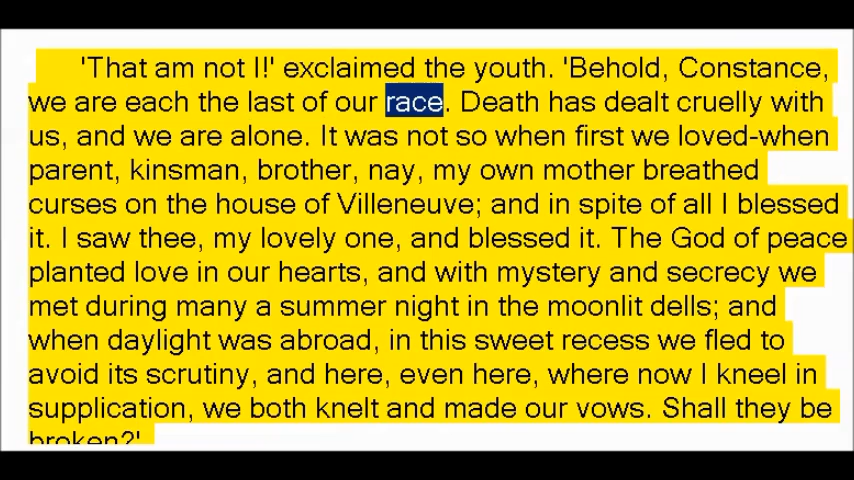 'That am not I!' exclaimed the youth. 'Behold, Constance,
we are each the last of our race. Death has dealt cruelly with
us, and we are alone. It was not so when first we loved-when
parent, kinsman, brother, nay, my own mother breathed
curses on the house of Villeneuve; and in spite of all I blessed
it. I saw thee, my lovely one, and blessed it. The God of peace
planted love in our hearts, and with mystery and secrecy we
met during many a summer night in the moonlit dells; and
when daylight was abroad, in this sweet recess we fled to
avoid its scrutiny, and here, even here, where now I kneel in
supplication, we both knelt and made our vows. Shall they be
broken?'